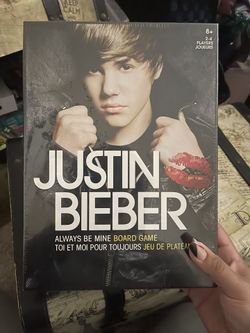 8+
2-4
PLAYERS
JOUEURS
JUSTIN
BIEBER
ALWAYS BE MINE BOARD GAME
TOI ET MOI POUR TOUJOURS JEU DE PLATEAU